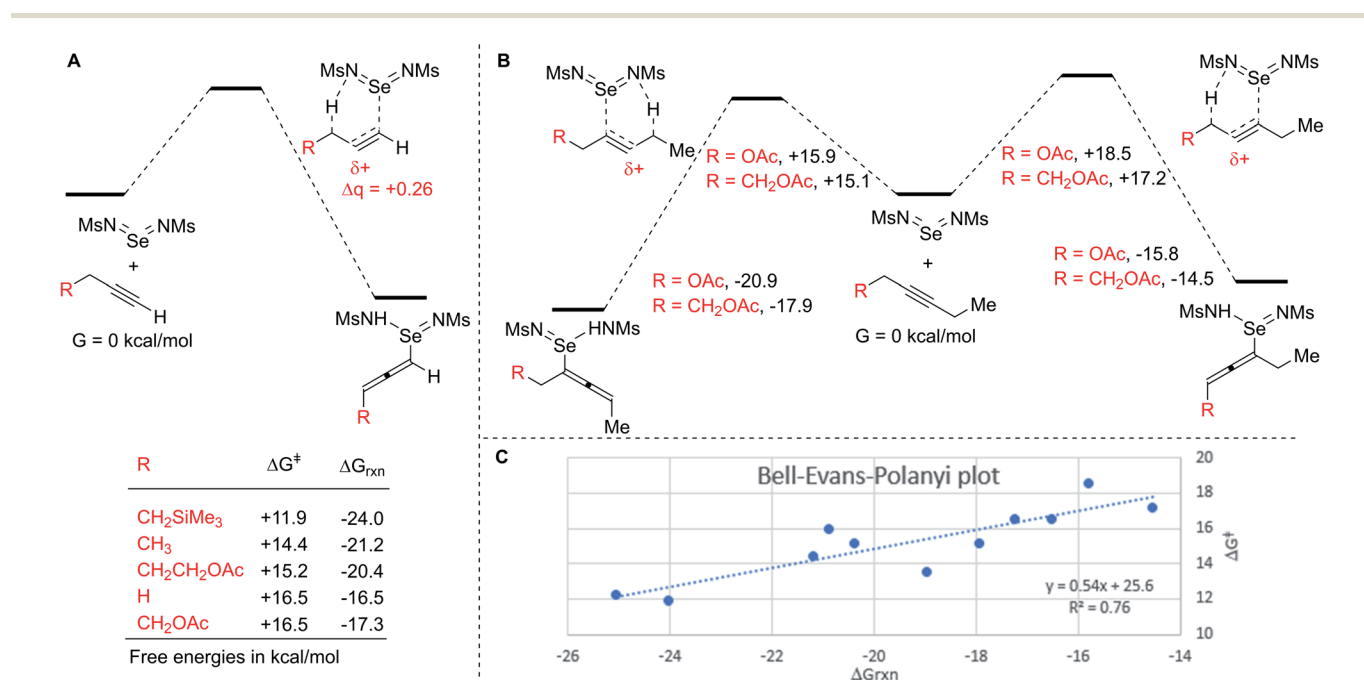 A
MsN
Se
NMs
H
R
H
δ+
Δq = +0.26
MsN
Se
NMs
+
R
H
G = 0 kcal/mol
MsNH
Se
NMs
H
R
R ΔG‡ ΔGrxn
CH2SiMe3 +11.9 -24.0
CH3 +14.4 -21.2
CH2CH2OAc +15.2 -20.4
H +16.5 -16.5
CH2OAc +16.5 -17.3
Free energies in kcal/mol
B
MsN
Se
NMs
H
R
Me
δ+
R = OAc, +15.9
R = CH2OAc, +15.1
R = OAc, -20.9
R = CH2OAc, -17.9
MsN
HNMs
Se
R
Me
MsN
Se
NMs
+
R
Me
G = 0 kcal/mol
R = OAc, +18.5
R = CH2OAc, +17.2
MsN
Se
NMs
H
R
Me
δ+
R = OAc, -15.8
R = CH2OAc, -14.5
MsNH
Se
NMs
Me
R
C
Bell-Evans-Polanyi plot
20
18
16
14
12
10
ΔG‡
y = 0.54x + 25.6
R² = 0.76
-26 -24 -22 -20 -18 -16 -14
ΔGrxn